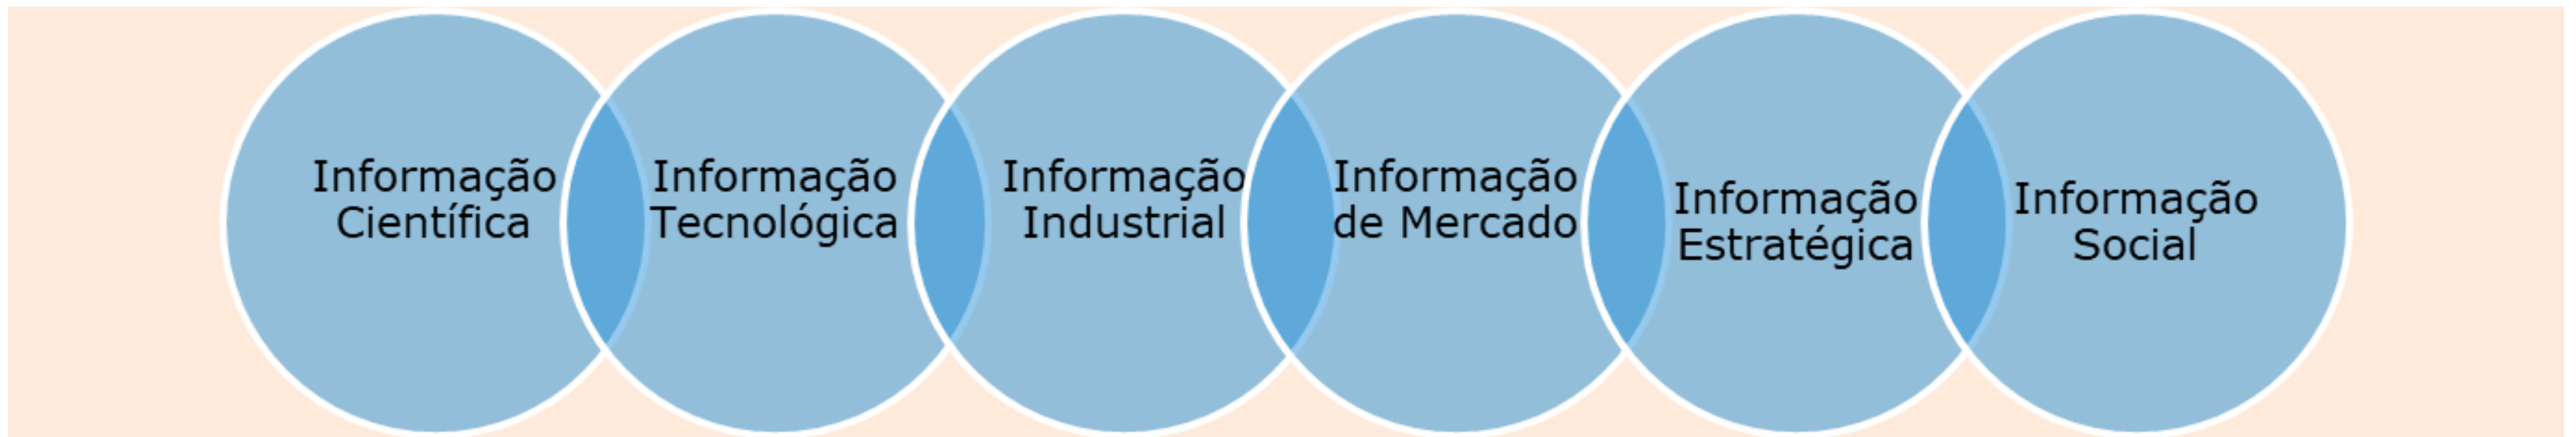 Informação
Científica
Informação
Tecnológica
Informação
Industrial
Informação
de Mercado
Informação
Estratégica
Informação
Social